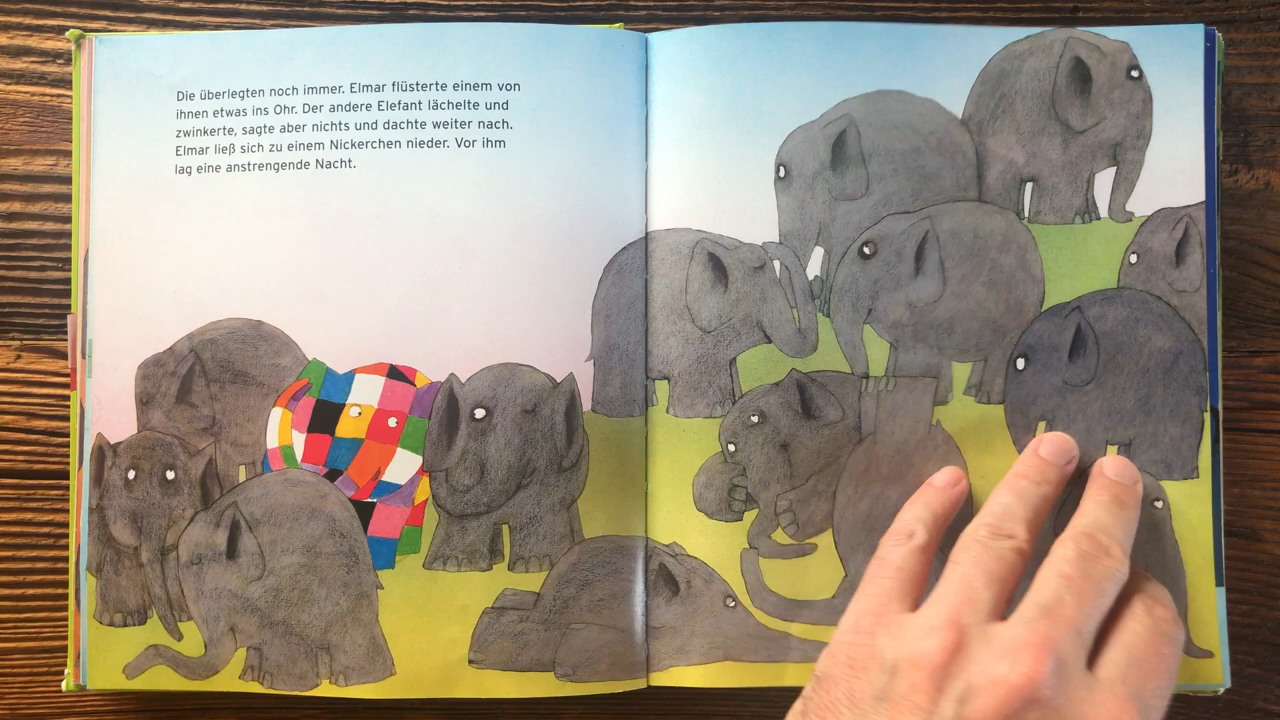 Die überlegten noch immer. Elmar flüsterte einem von
ihnen etwas ins Ohr. Der andere Elefant lächelte und
zwinkerte, sagte aber nichts und dachte weiter nach.
Elmar ließ sich zu einem Nickerchen nieder. Vor ihm
lag eine anstrengende Nacht.